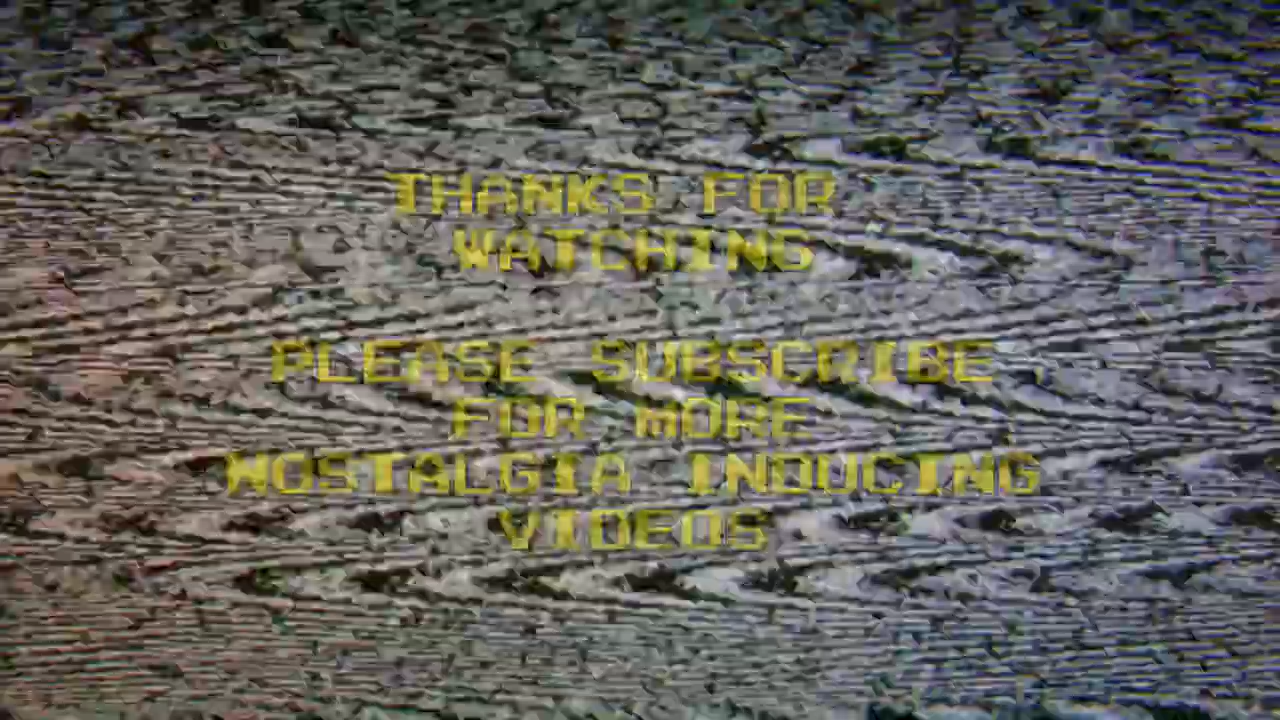 THANKS FOR
WATCHING
PLEASE SUBSCRIBE
FOR MORE
NOSTALGIA INDUCING
VIDEOS